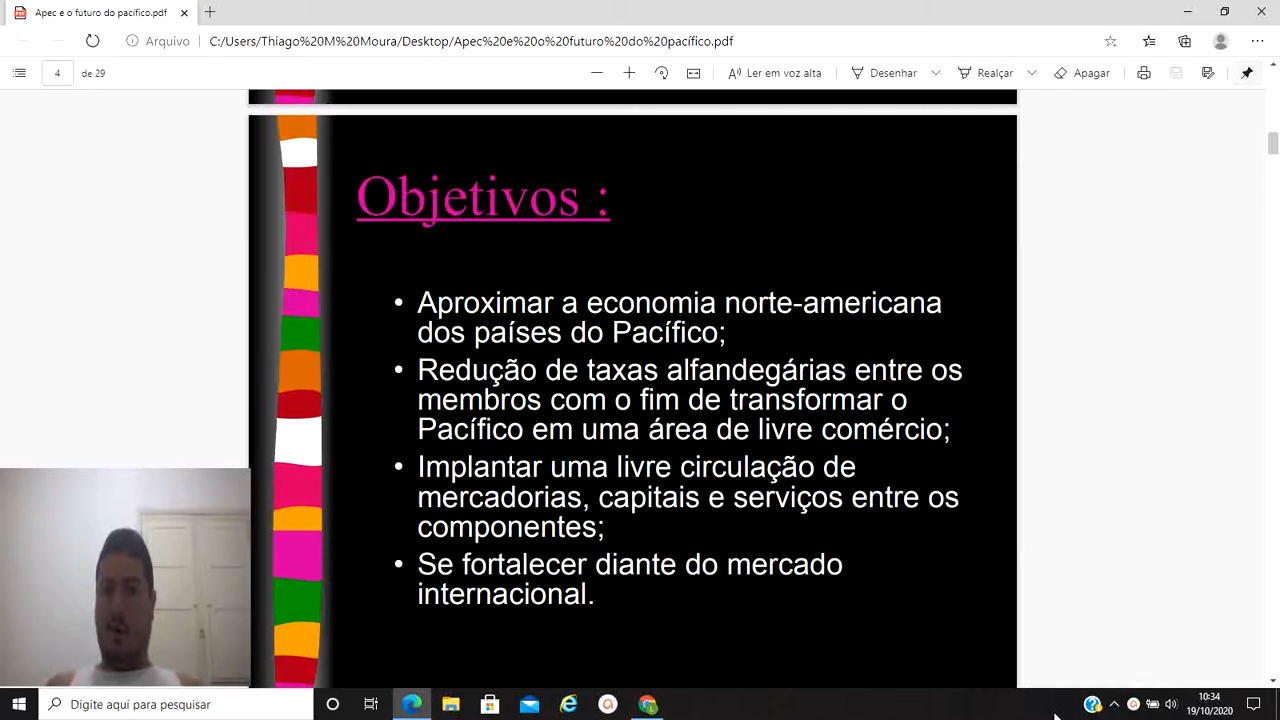 Apec e o futuro do pacífico.pdf
Arquivo
C:/Users/Thiago%20M%20Moura/Desktop/Apec%20e%20o%20futuro%20do%20pacífico.pdf
4 de 29
Ler em voz alta
Desenhar
Realçar
Apagar
Objetivos :
• Aproximar a economia norte-americana
dos países do Pacífico;
• Redução de taxas alfandegárias entre os
membros com o fim de transformar o
Pacífico em uma área de livre comércio;
• Implantar uma livre circulação de
mercadorias, capitais e serviços entre os
componentes;
• Se fortalecer diante do mercado
internacional.
Digite aqui para pesquisar
10:34
19/10/2020